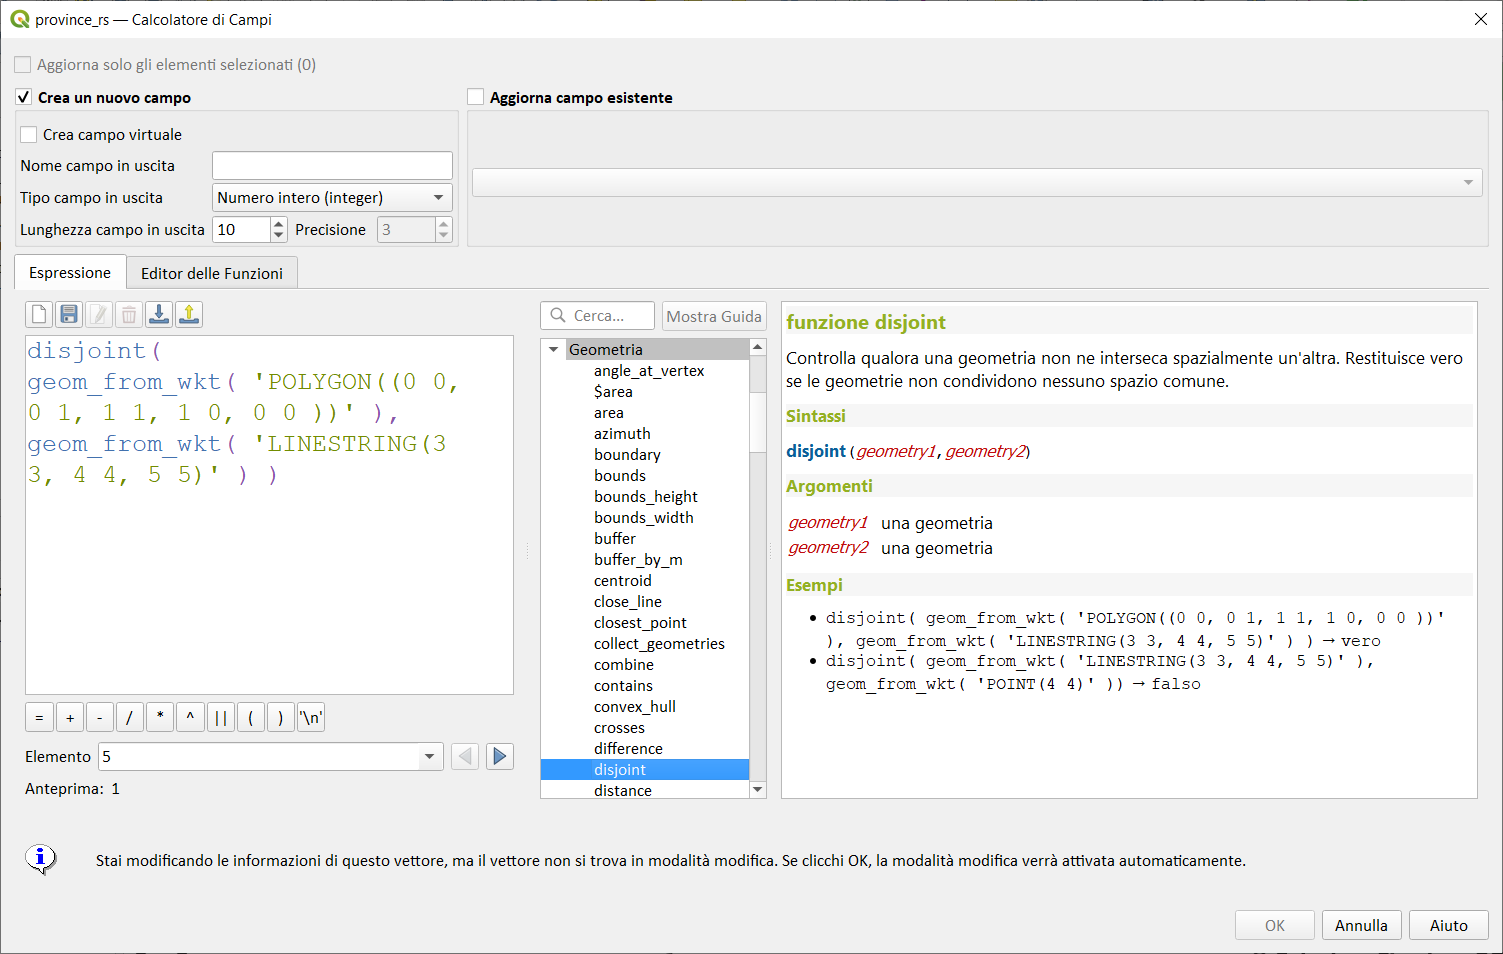 province_rs — Calcolatore di Campi
Aggiorna solo gli elementi selezionati (0)
Crea un nuovo campo
Aggiorna campo esistente
Crea campo virtuale
Nome campo in uscita
Tipo campo in uscita
Numero intero (integer)
Lunghezza campo in uscita
10
Precisione
3
Espressione
Editor delle Funzioni
disjoint(
geom_from_wkt( 'POLYGON((0 0,
0 1, 1 1, 1 0, 0 0 ))' ),
geom_from_wkt( 'LINESTRING(3
3, 4 4, 5 5)' ) )
= + - / * ^ || ( ) '\n'
Elemento
5
Anteprima: 1
Cerca...
Mostra Guida
Geometria
angle_at_vertex
$area
area
azimuth
boundary
bounds
bounds_height
bounds_width
buffer
buffer_by_m
centroid
close_line
closest_point
collect_geometries
combine
contains
convex_hull
crosses
difference
disjoint
distance
funzione disjoint
Controlla qualora una geometria non ne interseca spazialmente un'altra. Restituisce vero
se le geometrie non condividono nessuno spazio comune.
Sintassi
disjoint(geometry1, geometry2)
Argomenti
geometry1 una geometria
geometry2 una geometria
Esempi
• disjoint( geom_from_wkt( 'POLYGON((0 0, 0 1, 1 1, 1 0, 0 0 ))'
), geom_from_wkt( 'LINESTRING(3 3, 4 4, 5 5)' ) ) → vero
• disjoint( geom_from_wkt( 'LINESTRING(3 3, 4 4, 5 5)' ),
geom_from_wkt( 'POINT(4 4)' )) → falso
Stai modificando le informazioni di questo vettore, ma il vettore non si trova in modalità modifica. Se clicchi OK, la modalità modifica verrà attivata automaticamente.
OK
Annulla
Aiuto